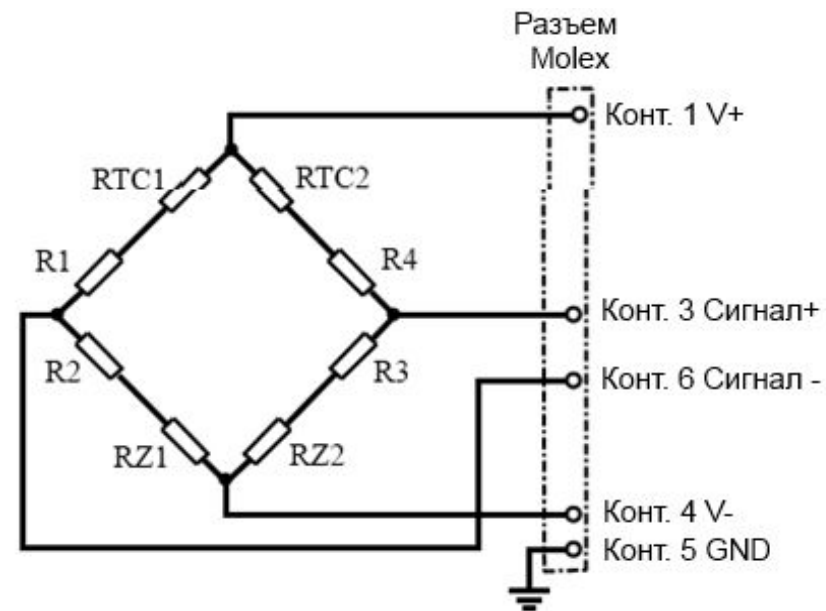 Разъем
Molex
Конт. 1 V+
RTC1
RTC2
R1
R4
Конт. 3 Сигнал+
R2
R3
Конт. 6 Сигнал -
RZ1
RZ2
Конт. 4 V-
Конт. 5 GND